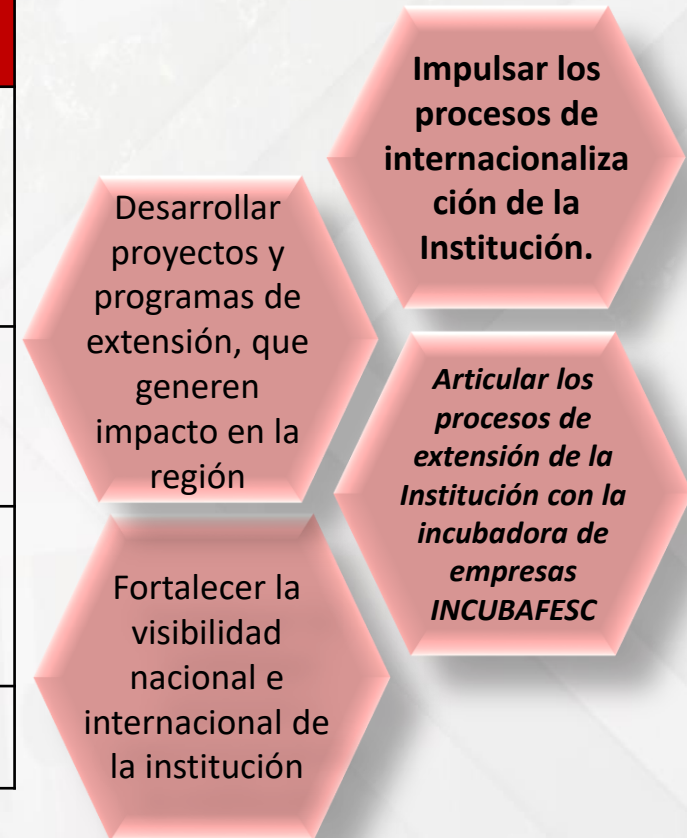 Impulsar los
procesos de
internacionaliza
ción de la
Institución.
Desarrollar
proyectos y
programas de
extensión, que
generen
impacto en la
región
Articular los
procesos de
extensión de la
Institución con la
incubadora de
empresas
INCUBAFESC
Fortalecer la
visibilidad
nacional e
internacional de
la institución